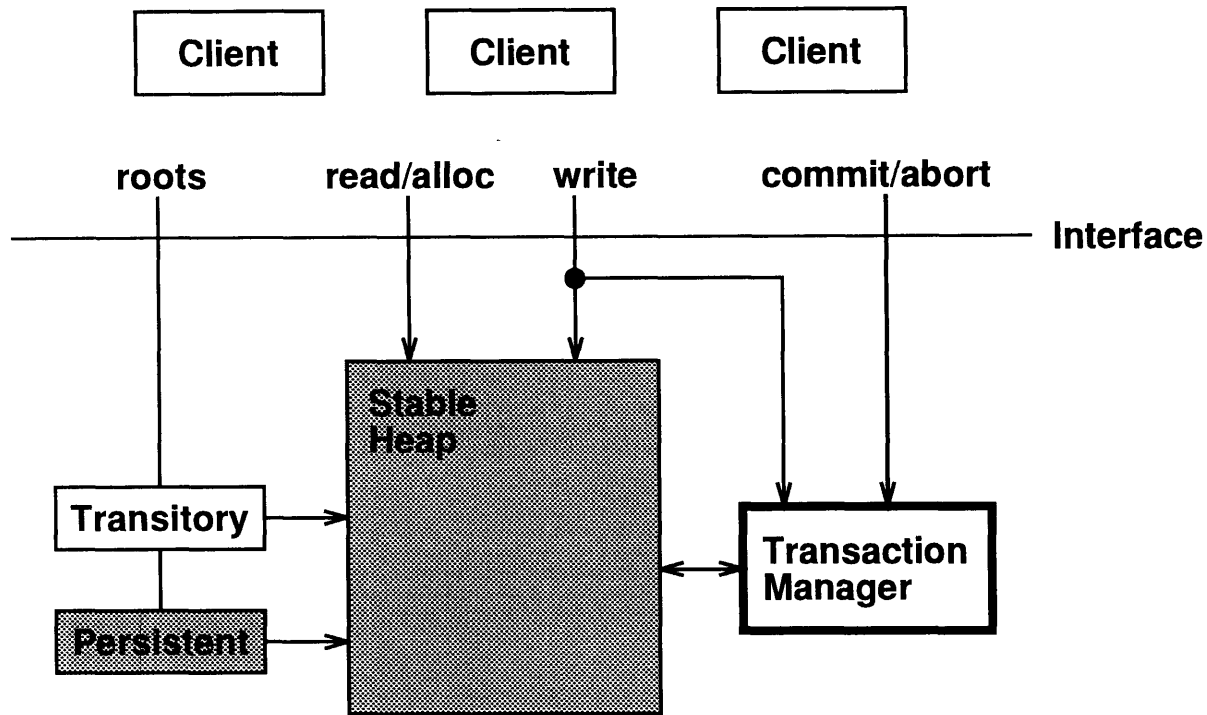 Client
Client
Client
roots
read/alloc
write
commit/abort
Interface
Stable
Heap
Transitory
Transaction
Manager
Persistent